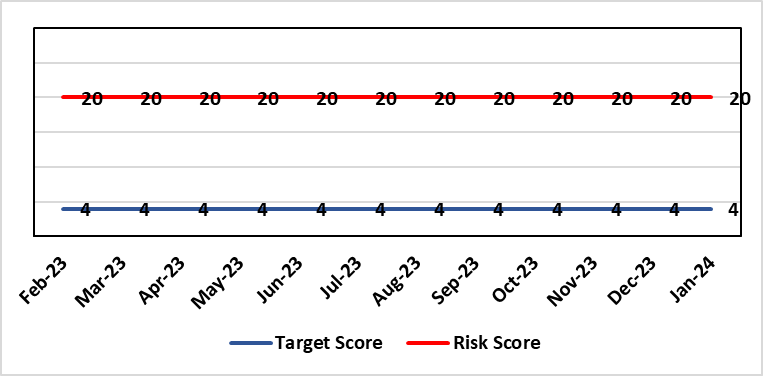 20 20 20 20 20 20 20 20 20 20 20 20
4 4 4 4 4 4 4 4 4 4 4 4
Feb-23 Mar-23 Apr-23 May-23 Jun-23 Jul-23 Aug-23 Sep-23 Oct-23 Nov-23 Dec-23 Jan-24
Target Score Risk Score